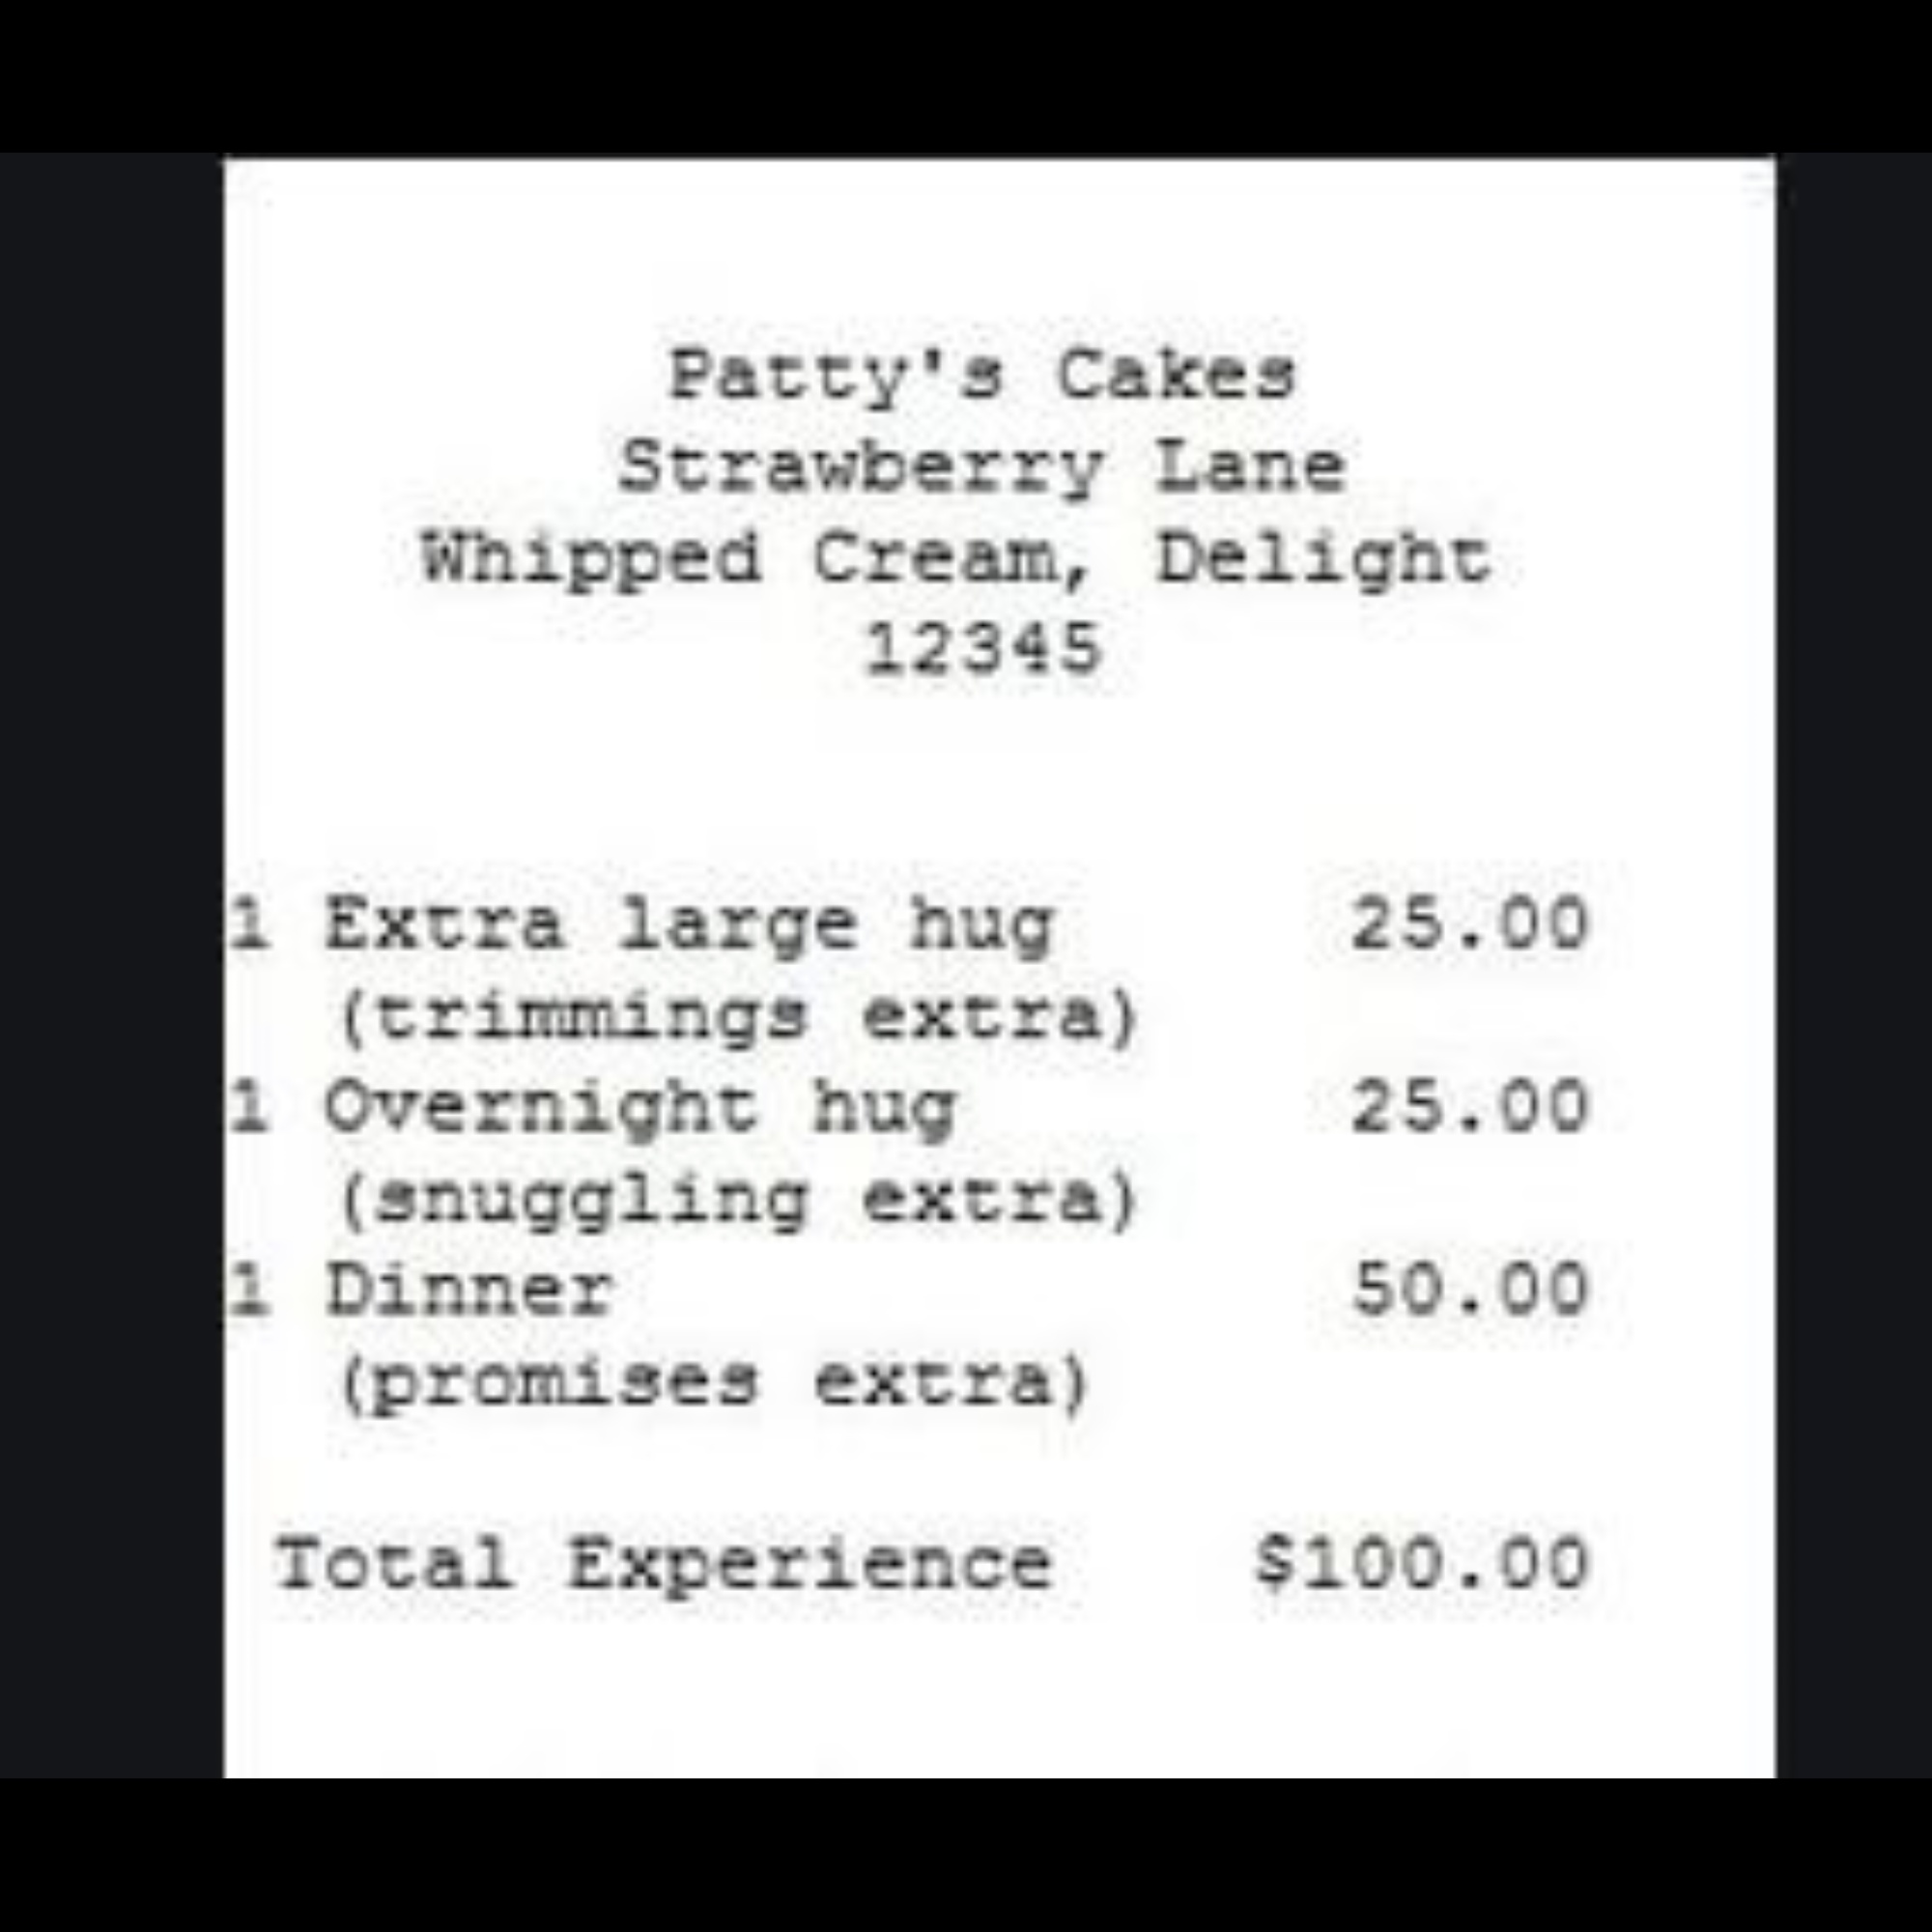 Patty's Cakes
Strawberry Lane
Whipped Cream, Delight
12345
1 Extra large hug 25.00
(trimmings extra)
1 Overnight hug 25.00
(snuggling extra)
1 Dinner 50.00
(promises extra)
Total Experience $100.00